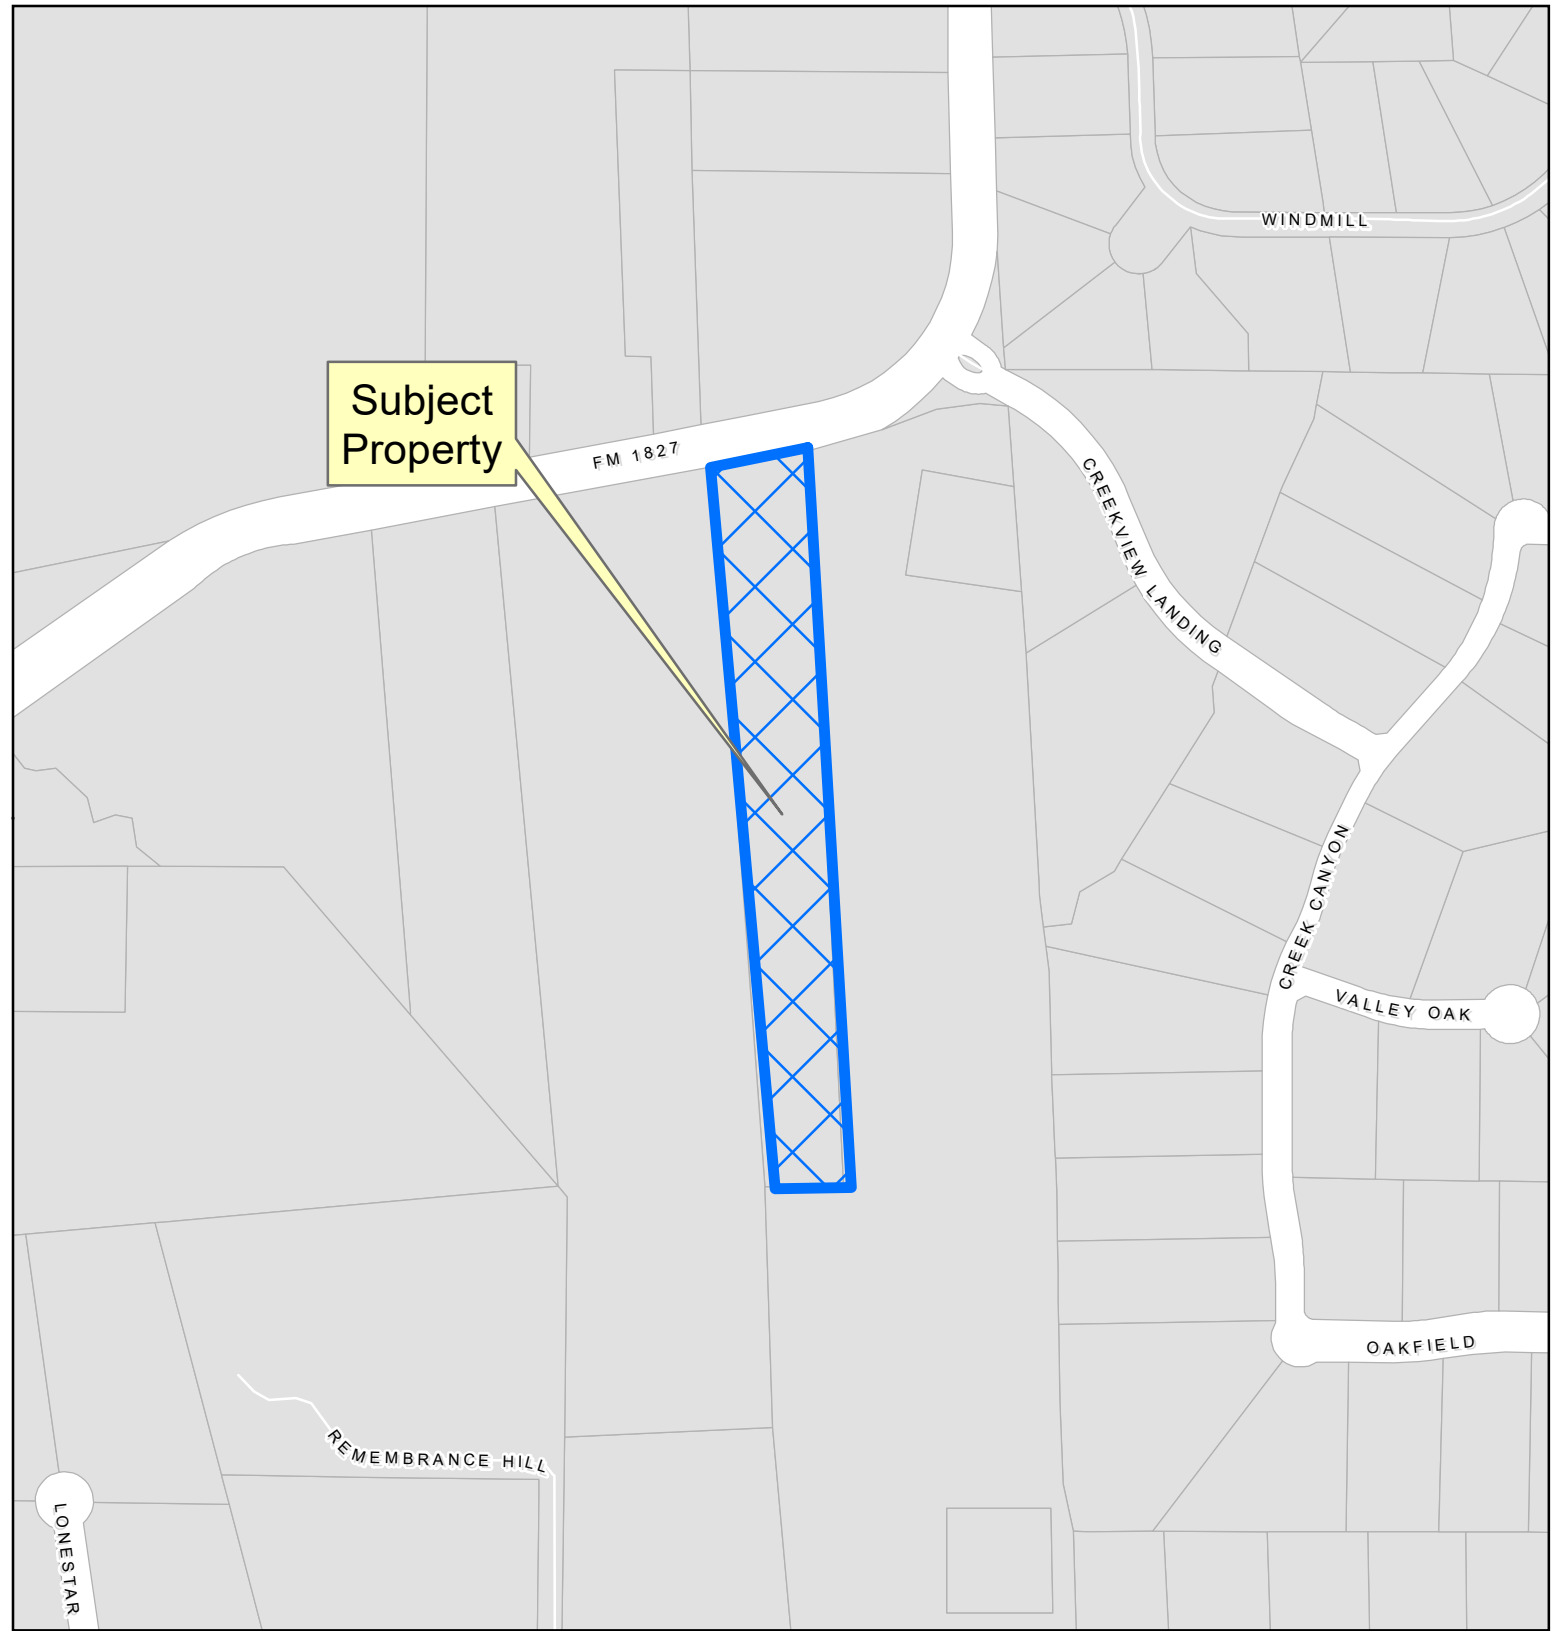 WINDMILL
Subject
Property
FM 1827
CREEKVIEW LANDING
CREEK CANYON
VALLEY OAK
OAKFIELD
REMEMBRANCE HILL
LONESTAR